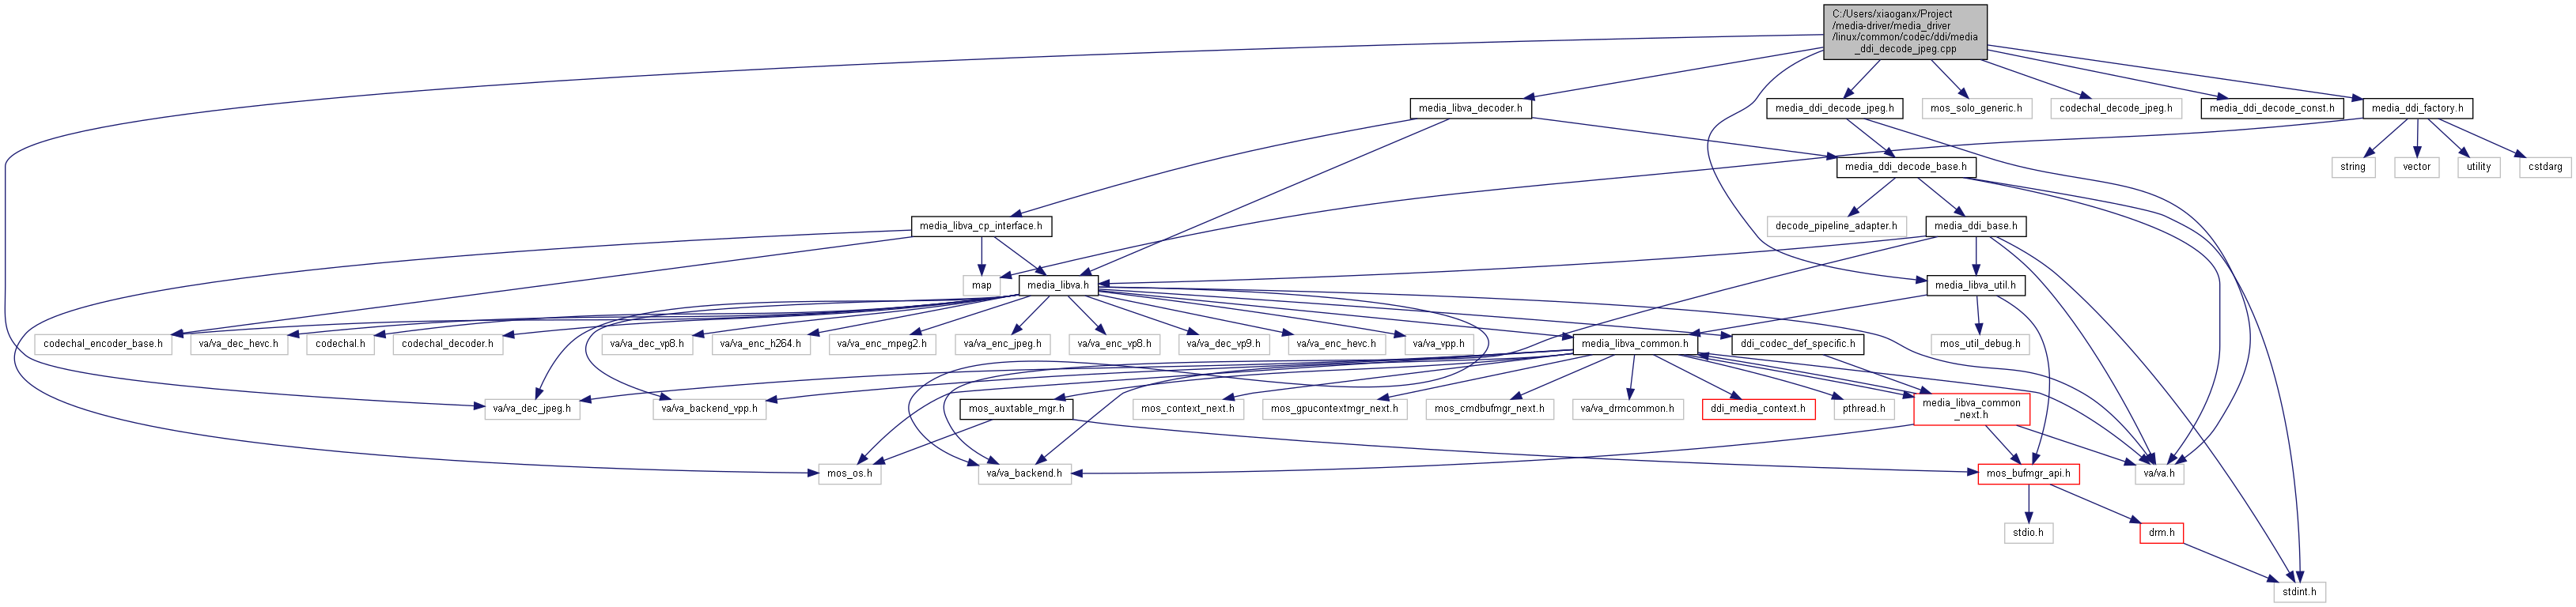 C:/Users/xiaoganx/Project
/media-driver/media_driver
/linux/common/codec/ddi/media
_ddi_decode_jpeg.cpp
media_libva_decoder.h
media_ddi_decode_jpeg.h
mos_solo_generic.h
codechal_decode_jpeg.h
media_ddi_decode_const.h
media_ddi_factory.h
media_ddi_decode_base.h
string
vector
utility
cstdarg
media_libva_cp_interface.h
decode_pipeline_adapter.h
media_ddi_base.h
map
media_libva.h
media_libva_util.h
codechal_encoder_base.h
va/va_dec_hevc.h
codechal.h
codechal_decoder.h
va/va_dec_vp8.h
va/va_enc_h264.h
va/va_enc_mpeg2.h
va/va_enc_jpeg.h
va/va_enc_vp8.h
va/va_dec_vp9.h
va/va_enc_hevc.h
va/va_vpp.h
media_libva_common.h
ddi_codec_def_specific.h
mos_util_debug.h
va/va_dec_jpeg.h
va/va_backend_vpp.h
mos_auxtable_mgr.h
mos_context_next.h
mos_gpucontextmgr_next.h
mos_cmdbufmgr_next.h
va/va_drmcommon.h
ddi_media_context.h
pthread.h
media_libva_common
_next.h
mos_os.h
va/va_backend.h
mos_bufmgr_api.h
va/va.h
stdio.h
drm.h
stdint.h